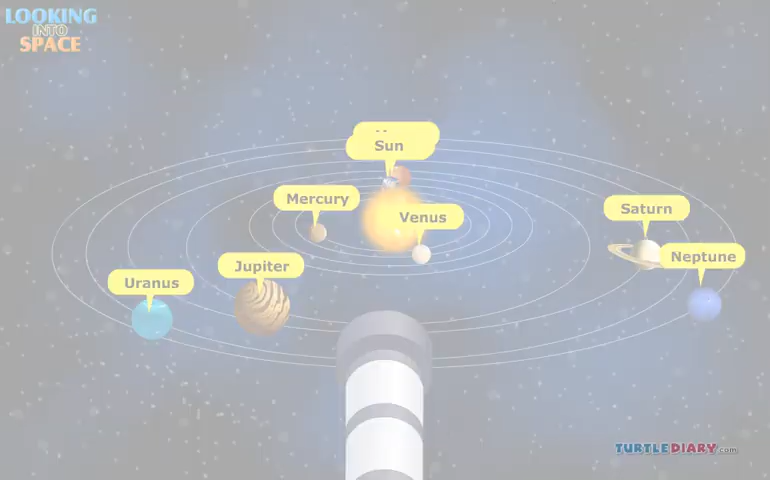 LOOKING
INTO
SPACE
Sun
Mercury
Venus
Saturn
Neptune
Jupiter
Uranus
TURTLEDIARY.com